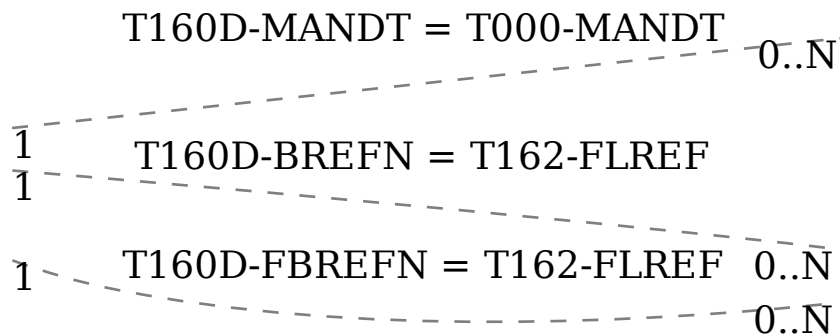 T160D-MANDT = T000-MANDT
0..N
1
T160D-BREFN = T162-FLREF
1
T160D-FBREFN = T162-FLREF
0..N
1
0..N